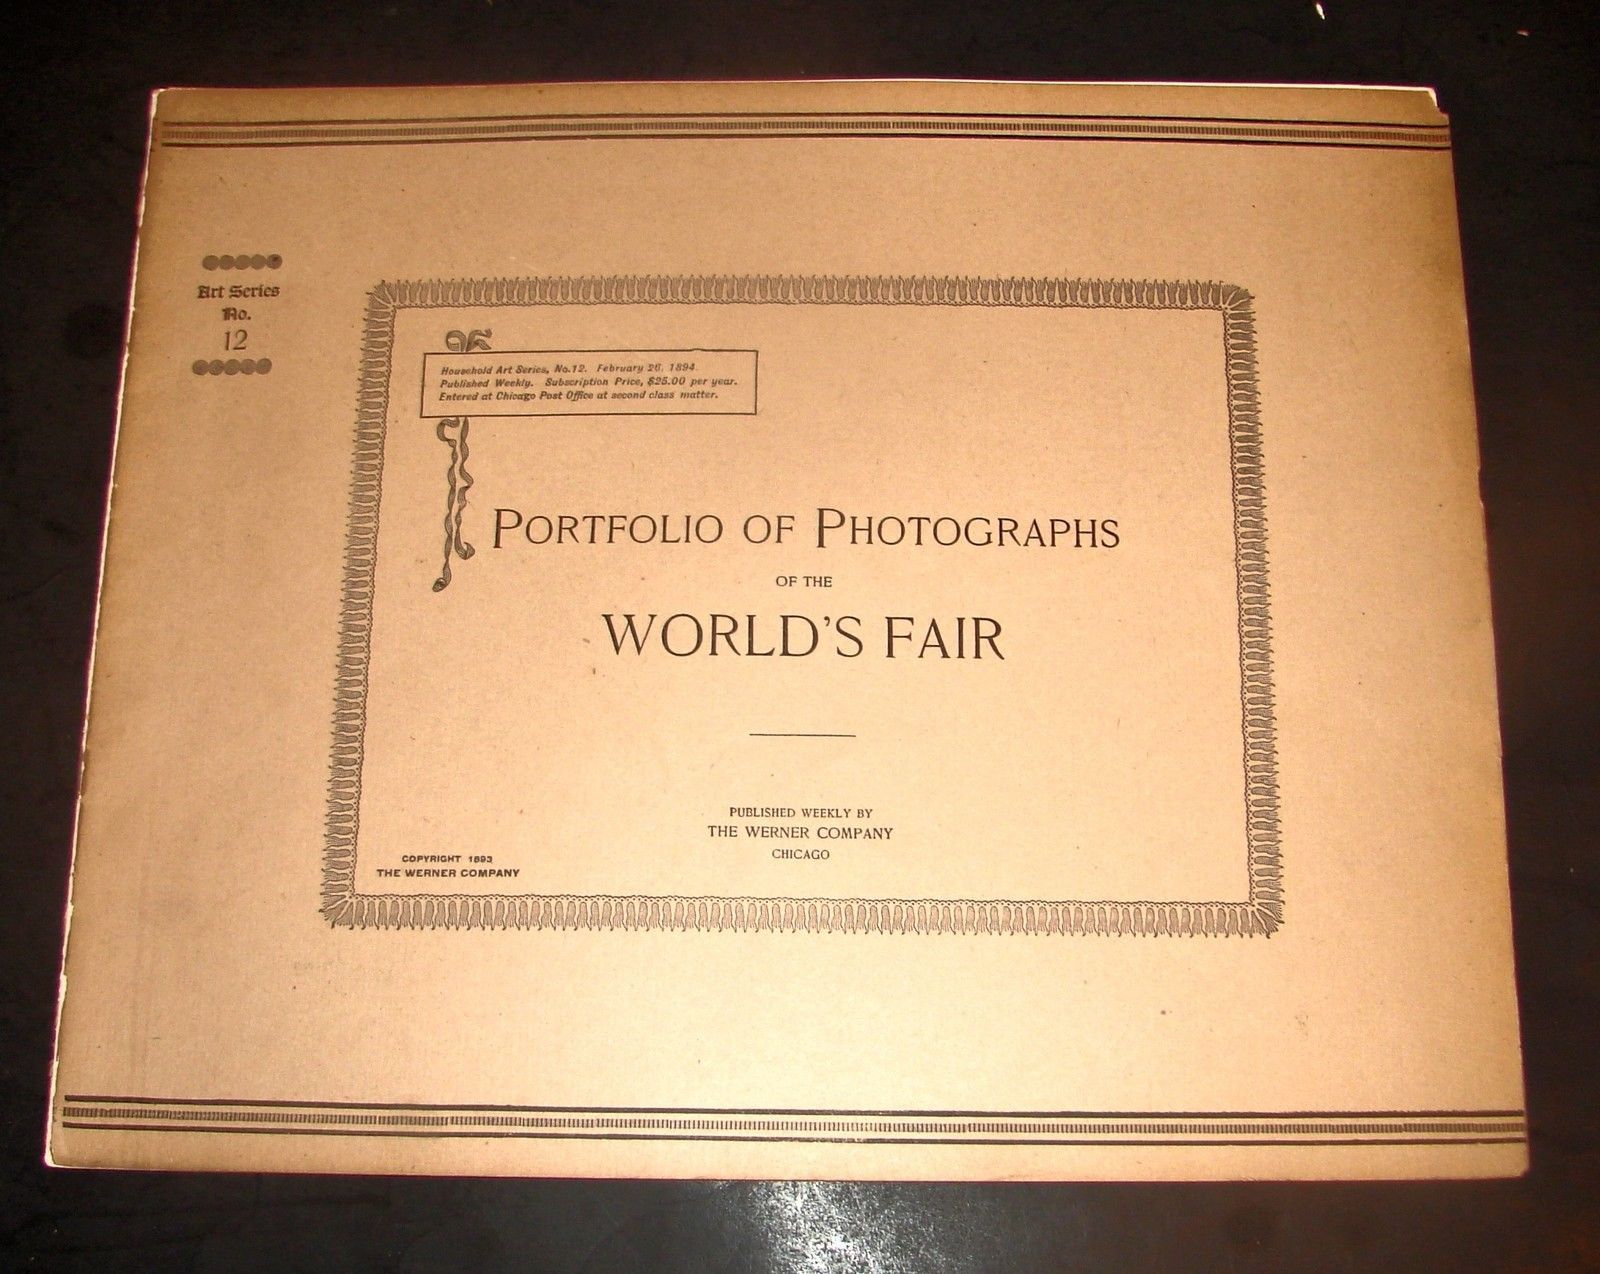 Art Series
No.
12
Household Art Series, No. 12. February 26, 1894.
Published Weekly. Subscription Price, $25.00 per year.
Entered at Chicago Post Office at second class matter.
PORTFOLIO OF PHOTOGRAPHS
OF THE
WORLD'S FAIR
PUBLISHED WEEKLY BY
THE WERNER COMPANY
CHICAGO
COPYRIGHT 1893
THE WERNER COMPANY